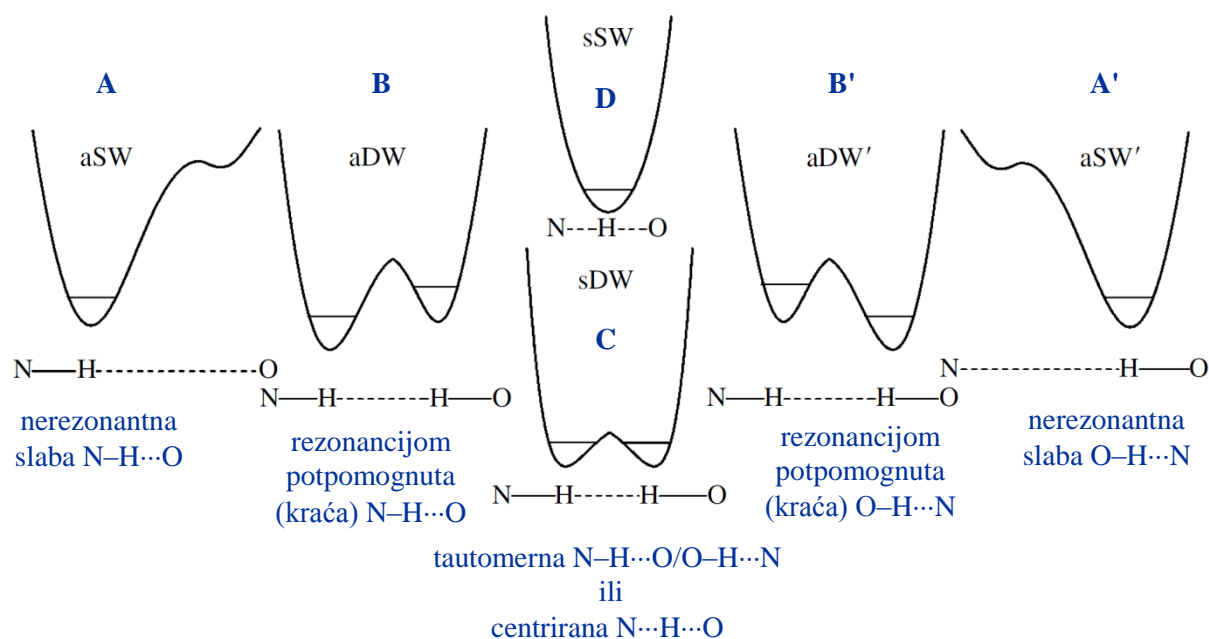 A
aSW
N—H---------O
nerezonantna
slaba N–H···O
B
aDW
N—H------H—O
rezonancijom
potpomognuta
(kraća) N–H···O
sSW
D
N---H---O
sDW
C
N—H----H—O
tautomerna N–H···O/O–H···N
ili
centrirana N···H···O
B'
aDW′
N—H------H—O
rezonancijom
potpomognuta
(kraća) O–H···N
A'
aSW′
N---------H—O
nerezonantna
slaba O–H···N